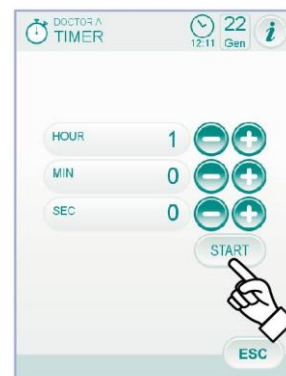 DOCTOR A
TIMER
12:11
22
Gen
i
HOUR 1
MIN 0
SEC 0
START
ESC